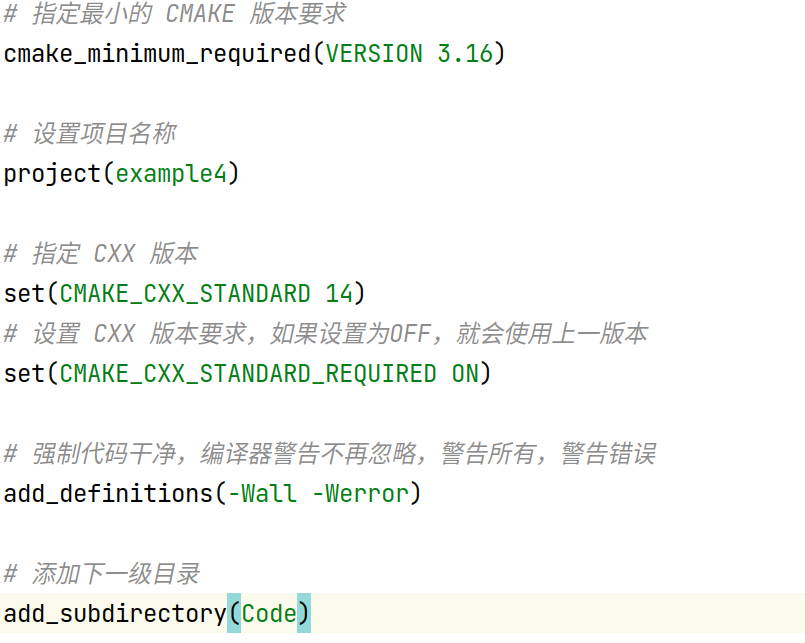 # 指定最小的 CMAKE 版本要求
cmake_minimum_required(VERSION 3.16)
# 设置项目名称
project(example4)
# 指定 CXX 版本
set(CMAKE_CXX_STANDARD 14)
# 设置 CXX 版本要求，如果设置为OFF，就会使用上一版本
set(CMAKE_CXX_STANDARD_REQUIRED ON)
# 强制代码干净，编译器警告不再忽略，警告所有，警告错误
add_definitions(-Wall -Werror)
# 添加下一级目录
add_subdirectory(Code)